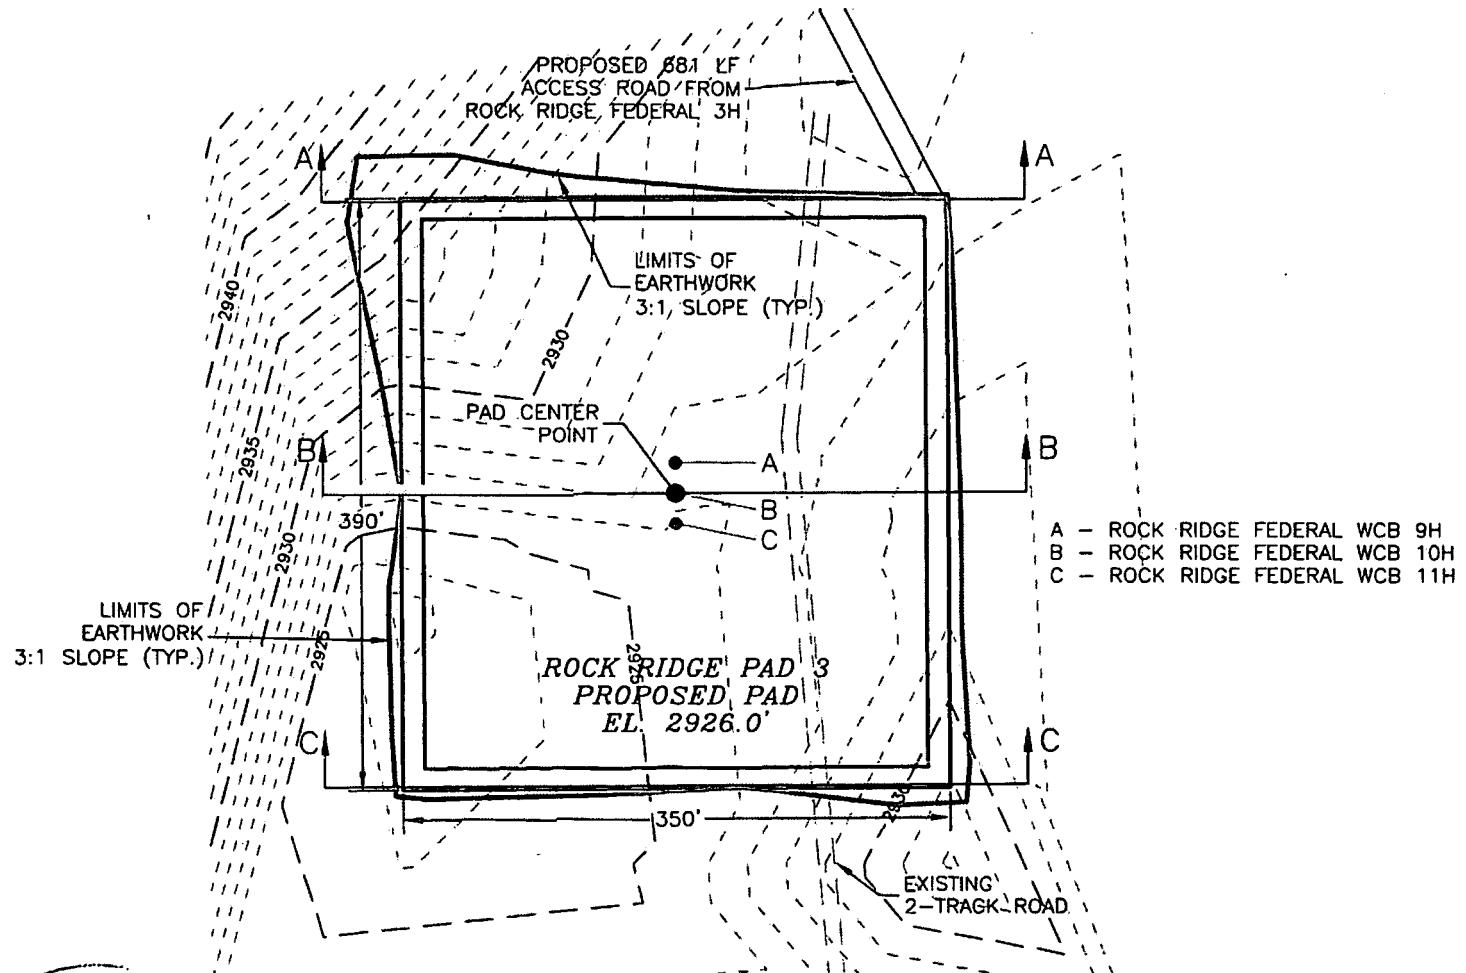 PROPOSED 681 LF
ACCESS ROAD FROM
ROCK RIDGE FEDERAL 3H
A
A
LIMITS OF
EARTHWORK
3:1 SLOPE (TYP.)
2940
2930
PAD CENTER
POINT
B
B
2935
A
B
C
390'
2930
A - ROCK RIDGE FEDERAL WCB 9H
B - ROCK RIDGE FEDERAL WCB 10H
C - ROCK RIDGE FEDERAL WCB 11H
LIMITS OF
EARTHWORK
3:1 SLOPE (TYP.)
2925
2925
ROCK RIDGE PAD 3
PROPOSED PAD
EL. 2926.0'
C
C
2930
350'
EXISTING
2-TRACK ROAD